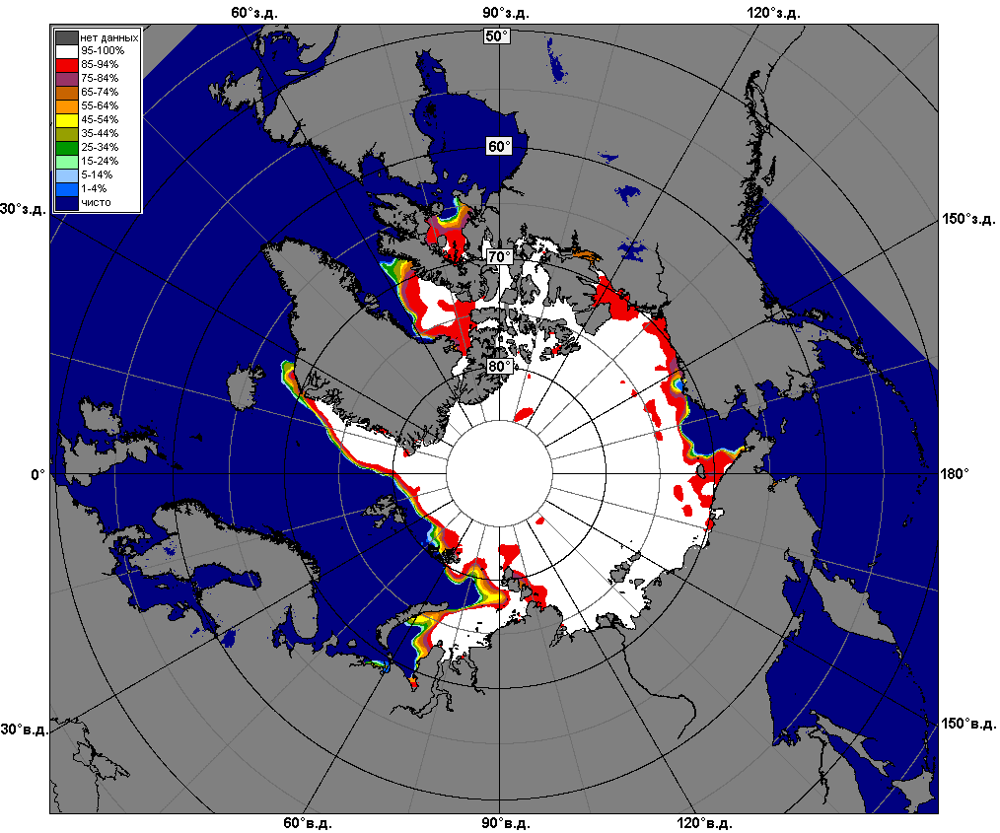 60°з.д.
90°з.д.
120°з.д.
нет данных
95-100%
85-94%
75-84%
65-74%
55-64%
45-54%
35-44%
25-34%
15-24%
5-14%
1-4%
чисто
50°
60°
30°з.д.
150°з.д.
70°
80°
0°
180°
30°в.д.
150°в.д.
60°в.д.
90°в.д.
120°в.д.